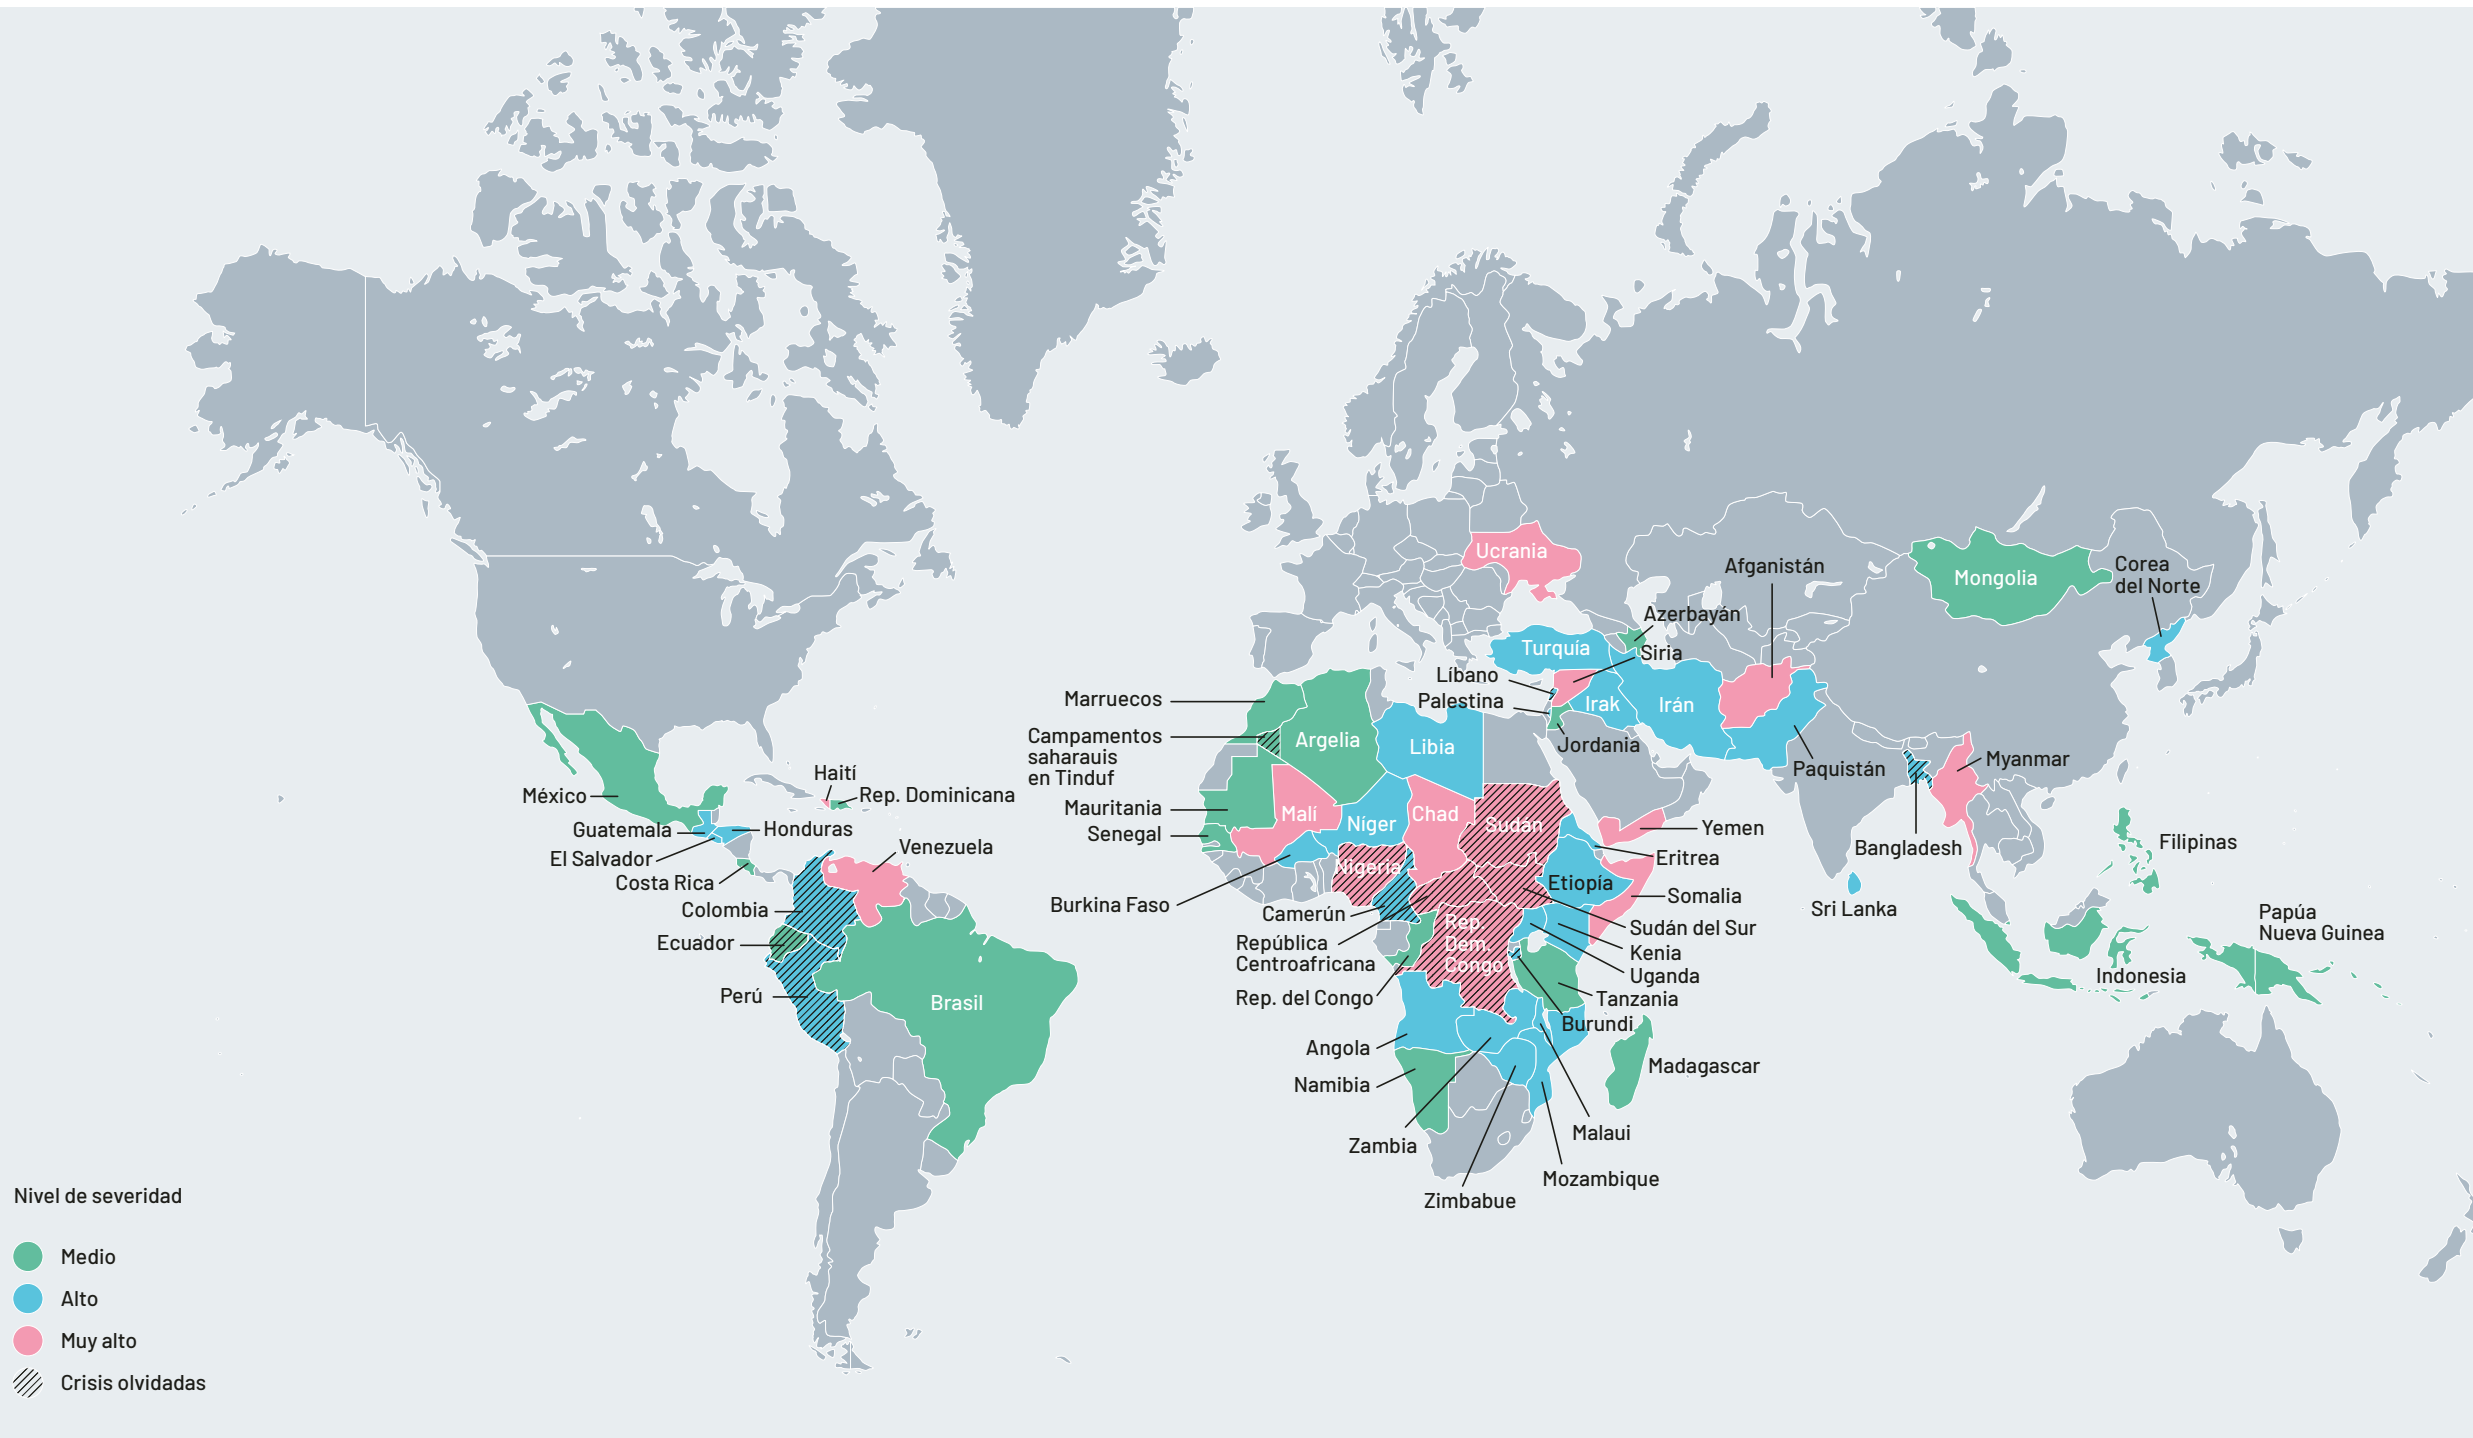 Ucrania
Afganistán
Mongolia
Corea
del Norte
Azerbayán
Turquía
Siria
Líbano
Palestina
Irak
Irán
Marruecos
Campamentos
saharauis
en Tinduf
Argelia
Libia
Jordania
Paquistán
Myanmar
Haití
Rep. Dominicana
México
Guatemala
Honduras
El Salvador
Venezuela
Costa Rica
Colombia
Ecuador
Perú
Brasil
Mauritania
Senegal
Malí
Níger
Chad
Sudán
Yemen
Eritrea
Bangladesh
Filipinas
Nigeria
Etiopía
Somalia
Burkina Faso
Camerún
Sri Lanka
Sudán del Sur
República
Centroafricana
Rep.
Dem.
Congo
Kenia
Uganda
Papúa
Nueva Guinea
Indonesia
Rep. del Congo
Tanzania
Burundi
Angola
Namibia
Madagascar
Zambia
Malaui
Mozambique
Zimbabue
Nivel de severidad
Medio
Alto
Muy alto
Crisis olvidadas